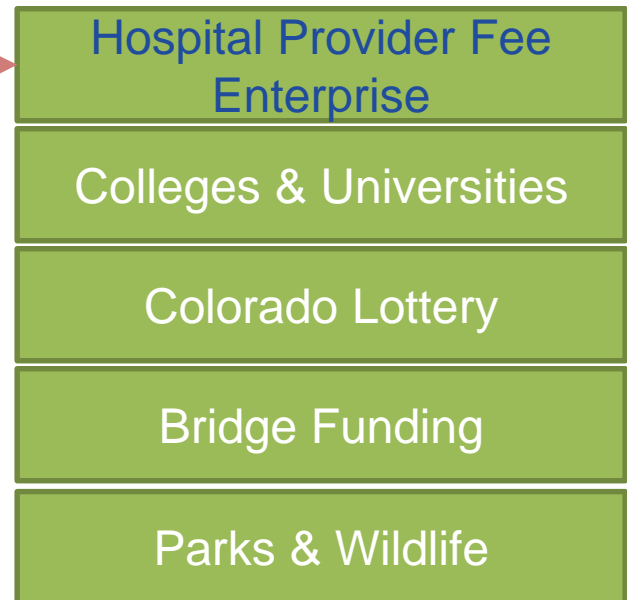 Hospital Provider Fee
Enterprise
Colleges & Universities
Colorado Lottery
Bridge Funding
Parks & Wildlife